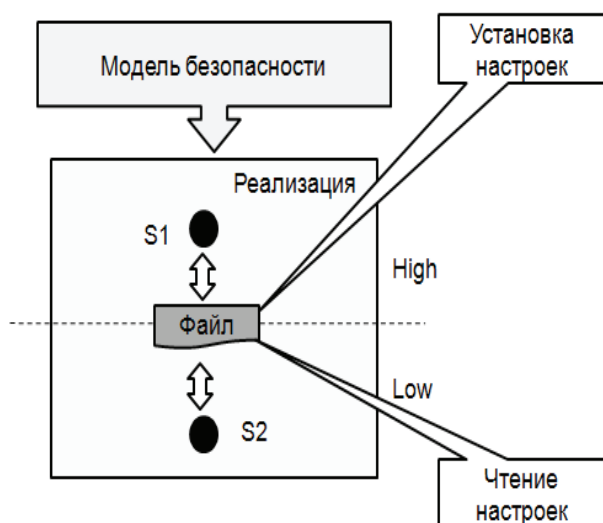 Установка
настроек
Модель безопасности
Реализация
S1
High
Файл
Low
S2
Чтение
настроек